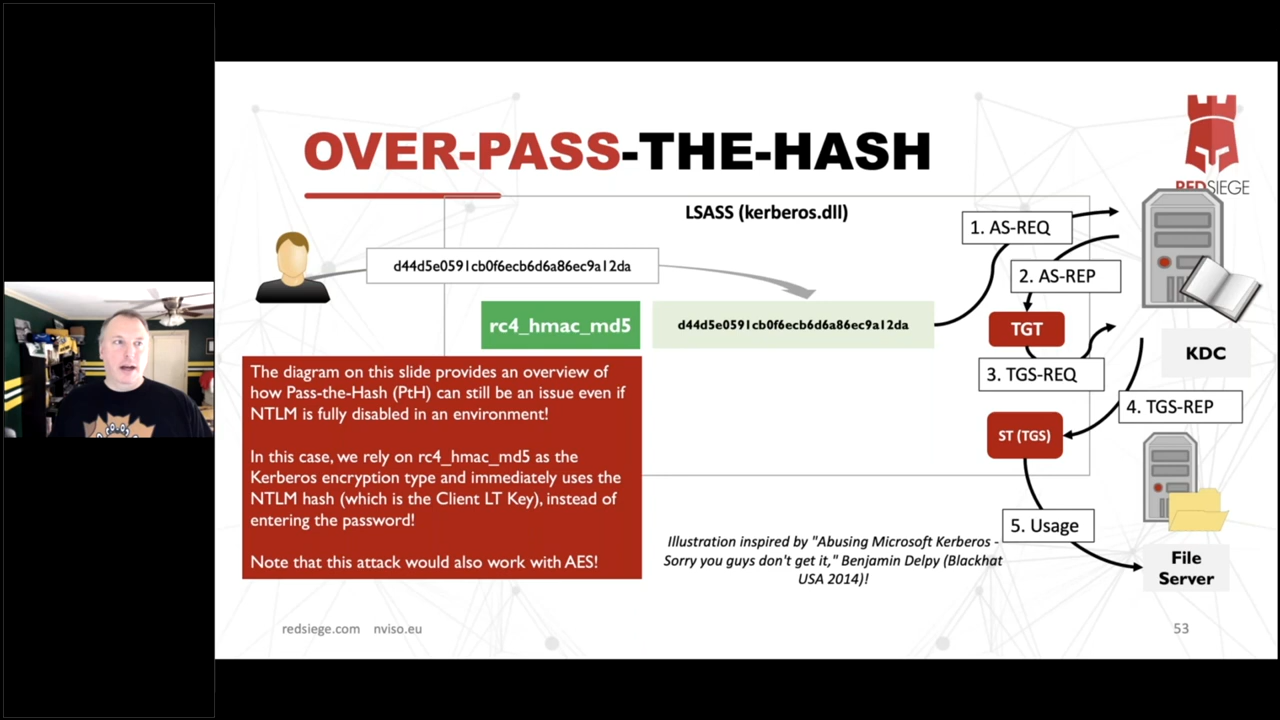 OVER-PASS-THE-HASH
REDSIEGE
LSASS (kerberos.dll)
d44d5e0591cb0f6ecb6d6a86ec9a12da
rc4_hmac_md5
d44d5e0591cb0f6ecb6d6a86ec9a12da
1. AS-REQ
2. AS-REP
TGT
3. TGS-REQ
KDC
4. TGS-REP
ST (TGS)
5. Usage
File
Server
The diagram on this slide provides an overview of
how Pass-the-Hash (PtH) can still be an issue even if
NTLM is fully disabled in an environment!
In this case, we rely on rc4_hmac_md5 as the
Kerberos encryption type and immediately uses the
NTLM hash (which is the Client LT Key), instead of
entering the password!
Note that this attack would also work with AES!
Illustration inspired by "Abusing Microsoft Kerberos -
Sorry you guys don't get it," Benjamin Delpy (Blackhat
USA 2014)!
redsiege.com nviso.eu
53